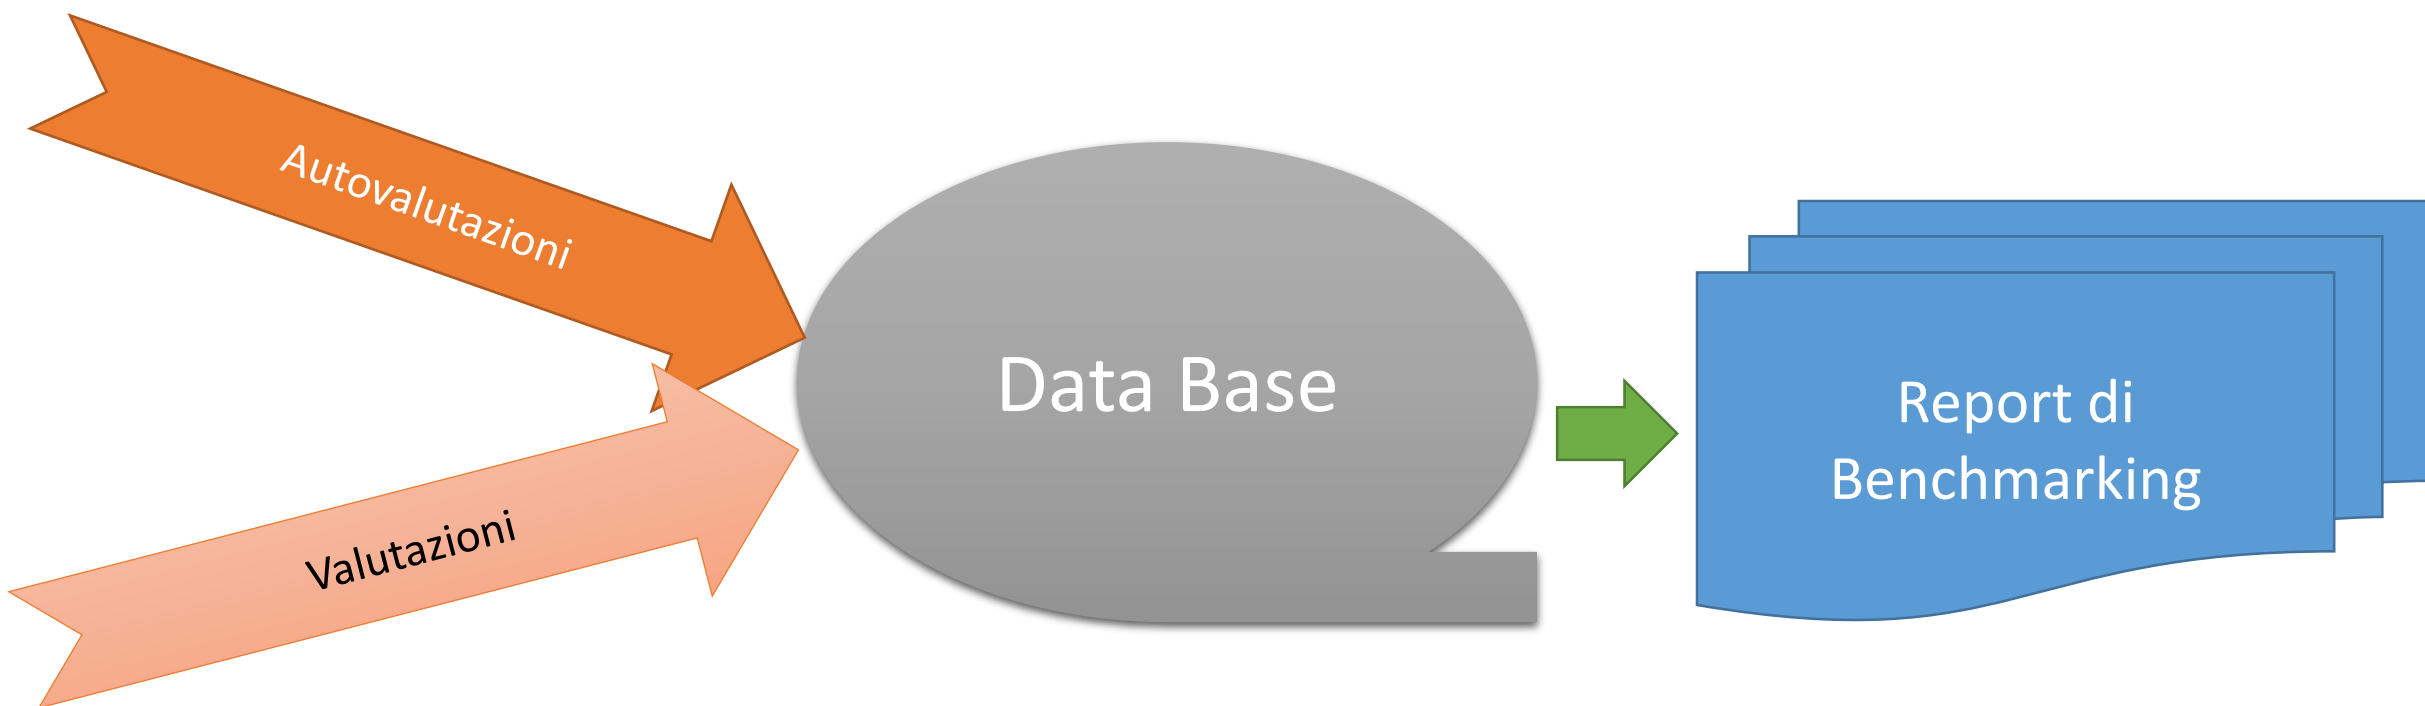 Autovalutazioni
Valutazioni
Data Base
Report di
Benchmarking